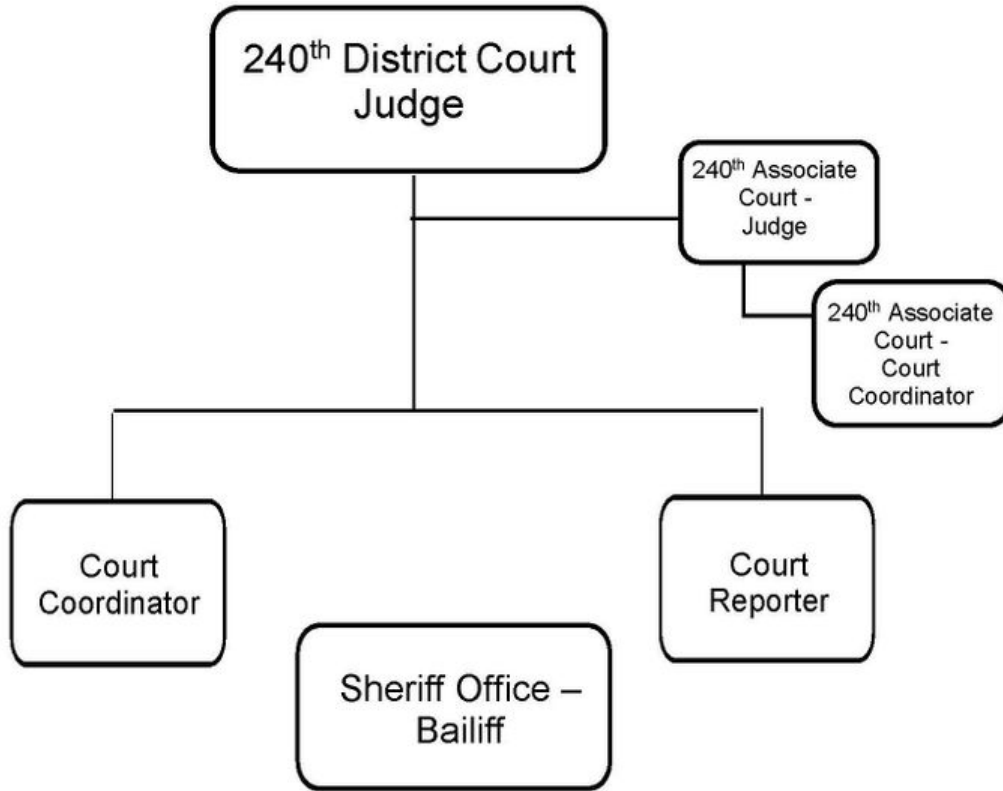 240th District Court
Judge
240th Associate
Court -
Judge
240th Associate
Court -
Court
Coordinator
Court
Coordinator
Court
Reporter
Sheriff Office –
Bailiff